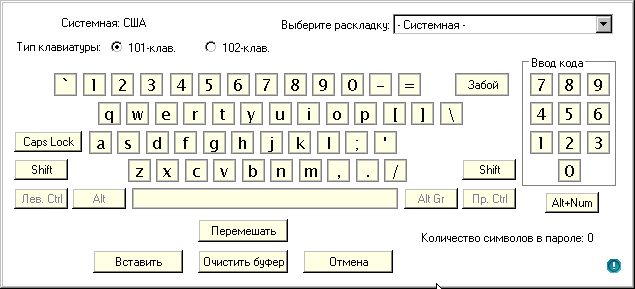 Системная: США
Выберите раскладку: - Системная -
Тип клавиатуры: 101-клав. 102-клав.
Ввод кода
` 1 2 3 4 5 6 7 8 9 0 - = Забой 7 8 9
q w e r t y u i o p [ ] \ 4 5 6
Caps Lock a s d f g h j k l ; ' 1 2 3
Shift z x c v b n m , . / Shift 0
Лев. Ctrl Alt Alt Gr Пр. Ctrl Alt+Num
Перемешать
Количество символов в пароле: 0
Вставить Очистить буфер Отмена